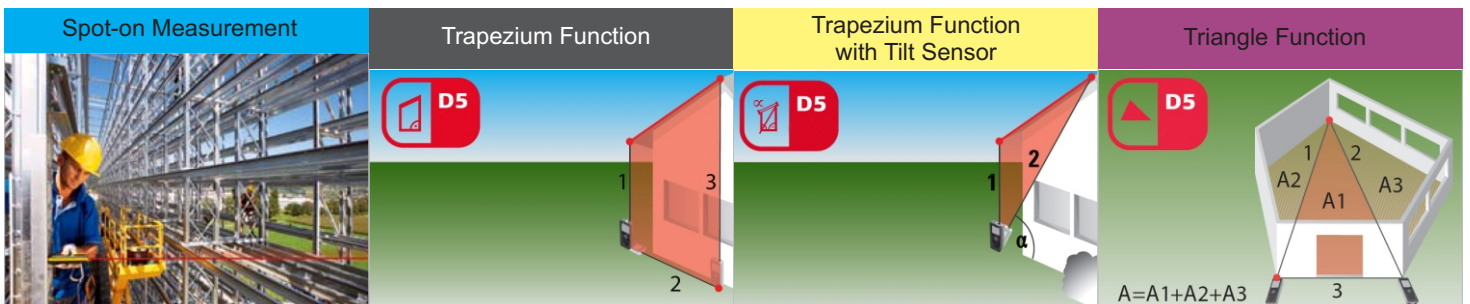 Spot-on Measurement
Trapezium Function
Trapezium Function
with Tilt Sensor
Triangle Function
D5
1
3
2
α
D5
1
2
α
D5
1
2
A2
A3
A1
3
A=A1+A2+A3